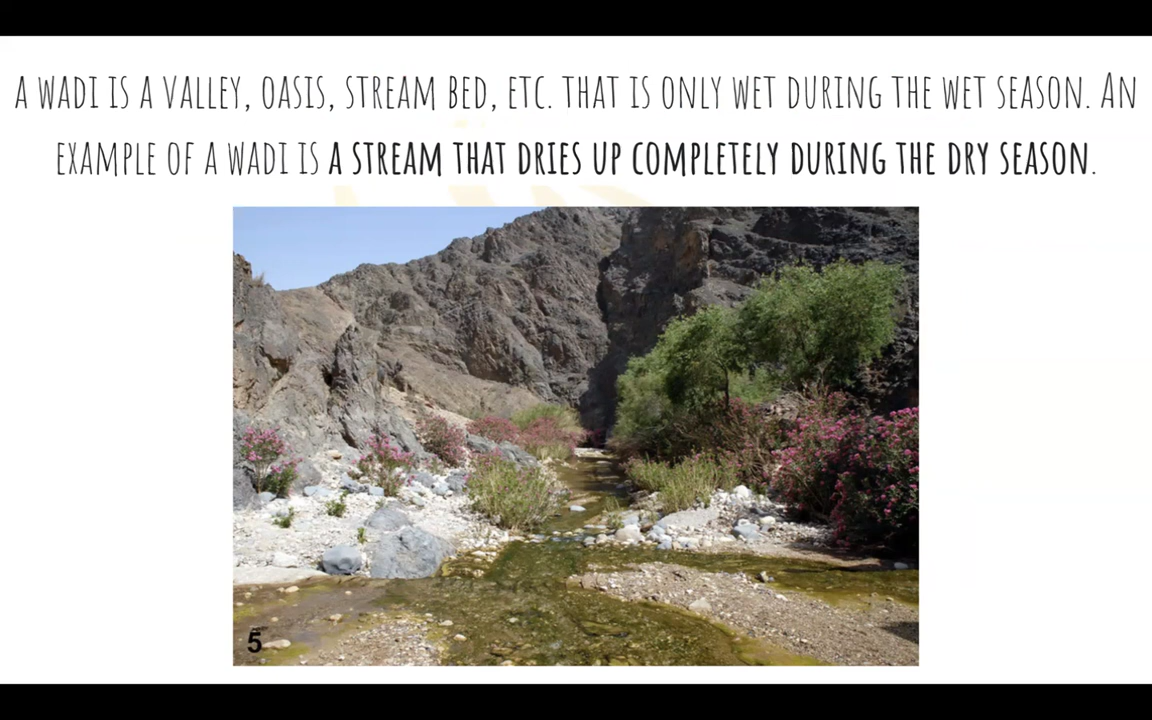 A WADI IS A VALLEY, OASIS, STREAM BED, ETC. THAT IS ONLY WET DURING THE WET SEASON. AN
EXAMPLE OF A WADI IS A STREAM THAT DRIES UP COMPLETELY DURING THE DRY SEASON.
5